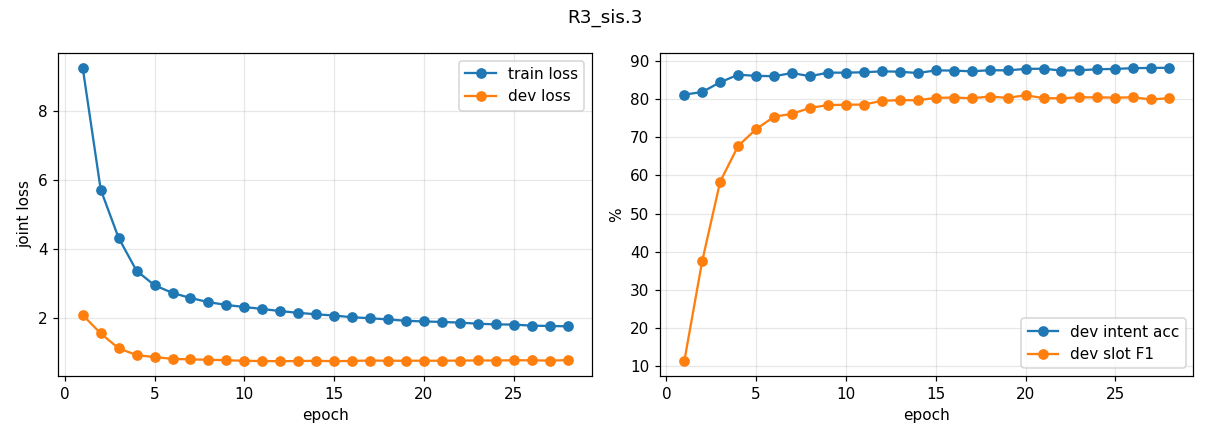 R3_sis.3
joint loss
8
6
4
2
train loss
dev loss
0 5 10 15 20 25
epoch
%
90
80
70
60
50
40
30
20
10
dev intent acc
dev slot F1
0 5 10 15 20 25
epoch